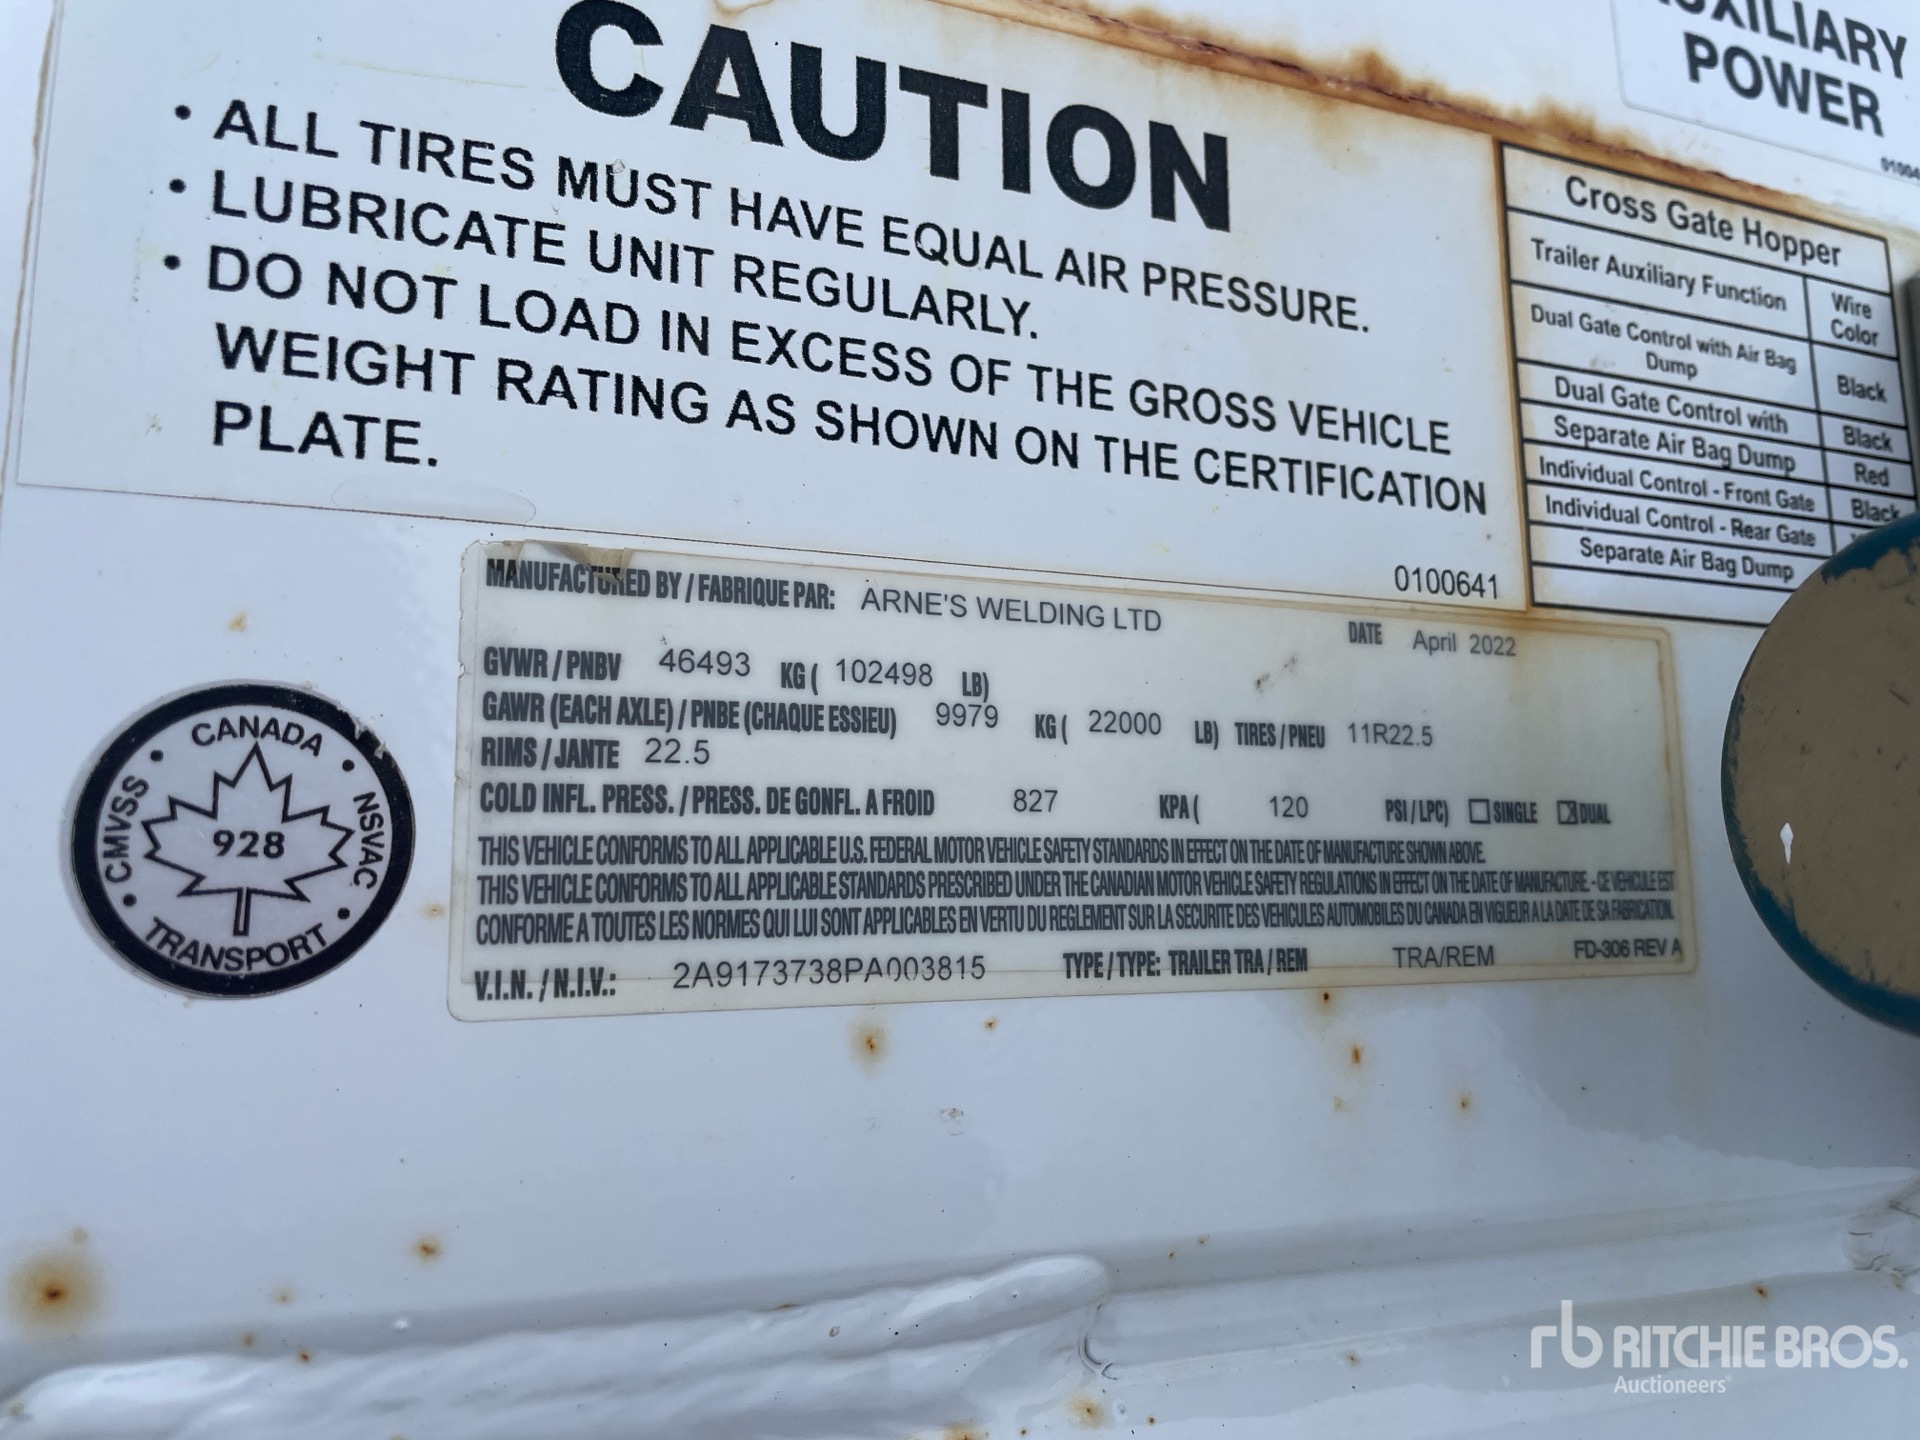 CAUTION
• ALL TIRES MUST HAVE EQUAL AIR PRESSURE.
• LUBRICATE UNIT REGULARLY.
• DO NOT LOAD IN EXCESS OF THE GROSS VEHICLE
WEIGHT RATING AS SHOWN ON THE CERTIFICATION
PLATE.
0100641
POWER
Cross Gate Hopper
Trailer Auxiliary Function Wire
Color
Dual Gate Control with Air Bag
Dump Black
Dual Gate Control with Black
Separate Air Bag Dump Red
Individual Control - Front Gate Black
Individual Control - Rear Gate
Separate Air Bag Dump
MANUFACTURED BY / FABRIQUE PAR: ARNE'S WELDING LTD DATE April 2022
GVWR / PNBV 46493 KG ( 102498 LB)
GAWR (EACH AXLE) / PNBE (CHAQUE ESSIEU) 9979 KG ( 22000 LB) TIRES / PNEU 11R22.5
RIMS / JANTE 22.5
COLD INFL. PRESS. / PRESS. DE GONFL. A FROID 827 KPA ( 120 PSI / LPC) ☐ SINGLE ☒ DUAL
THIS VEHICLE CONFORMS TO ALL APPLICABLE U.S. FEDERAL MOTOR VEHICLE SAFETY STANDARDS IN EFFECT ON THE DATE OF MANUFACTURE SHOWN ABOVE.
THIS VEHICLE CONFORMS TO ALL APPLICABLE STANDARDS PRESCRIBED UNDER THE CANADIAN MOTOR VEHICLE SAFETY REGULATIONS IN EFFECT ON THE DATE OF MANUFACTURE. - CE VEHICULE EST
CONFORME A TOUTES LES NORMES QUI LUI SONT APPLICABLES EN VERTU DU REGLEMENT SUR LA SECURITE DES VEHICULES AUTOMOBILES DU CANADA EN VIGUEUR A LA DATE DE SA FABRICATION.
V.I.N. / N.I.V.: 2A9173738PA003815 TYPE / TYPE: TRAILER TRA / REM TRA/REM FD-306 REV A
CANADA
CMVSS
NSVAC
928
TRANSPORT
rb RITCHIE BROS.
Auctioneers